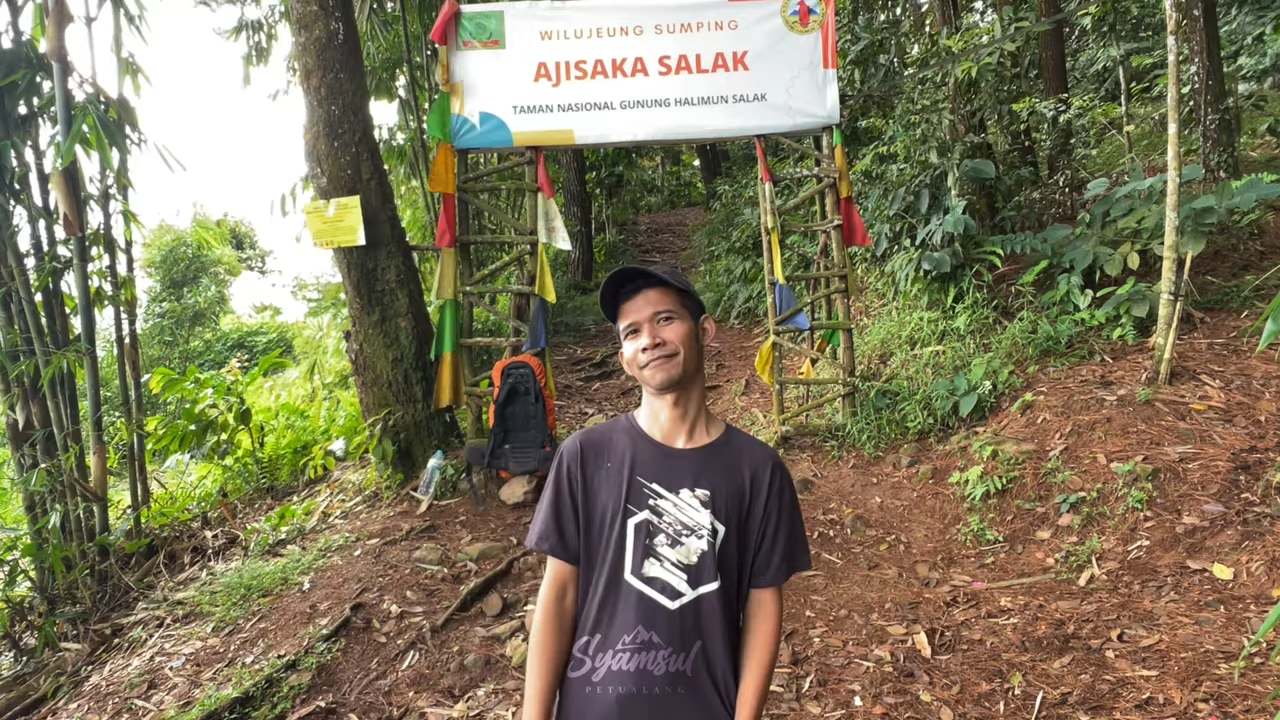 WILUJEUNG SUMPING
AJISAKA SALAK
TAMAN NASIONAL GUNUNG HALIMUN SALAK
Syamsul
PETUALANG